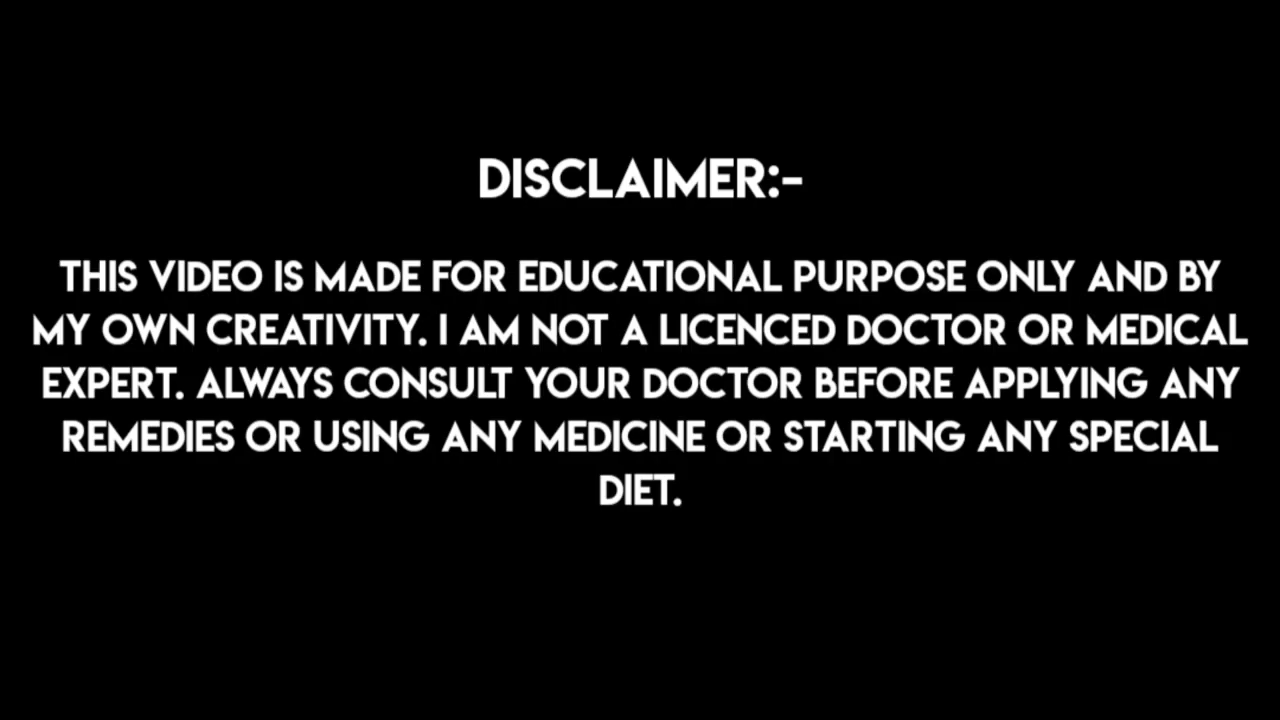 DISCLAIMER:-
THIS VIDEO IS MADE FOR EDUCATIONAL PURPOSE ONLY AND BY
MY OWN CREATIVITY. I AM NOT A LICENCED DOCTOR OR MEDICAL
EXPERT. ALWAYS CONSULT YOUR DOCTOR BEFORE APPLYING ANY
REMEDIES OR USING ANY MEDICINE OR STARTING ANY SPECIAL
DIET.